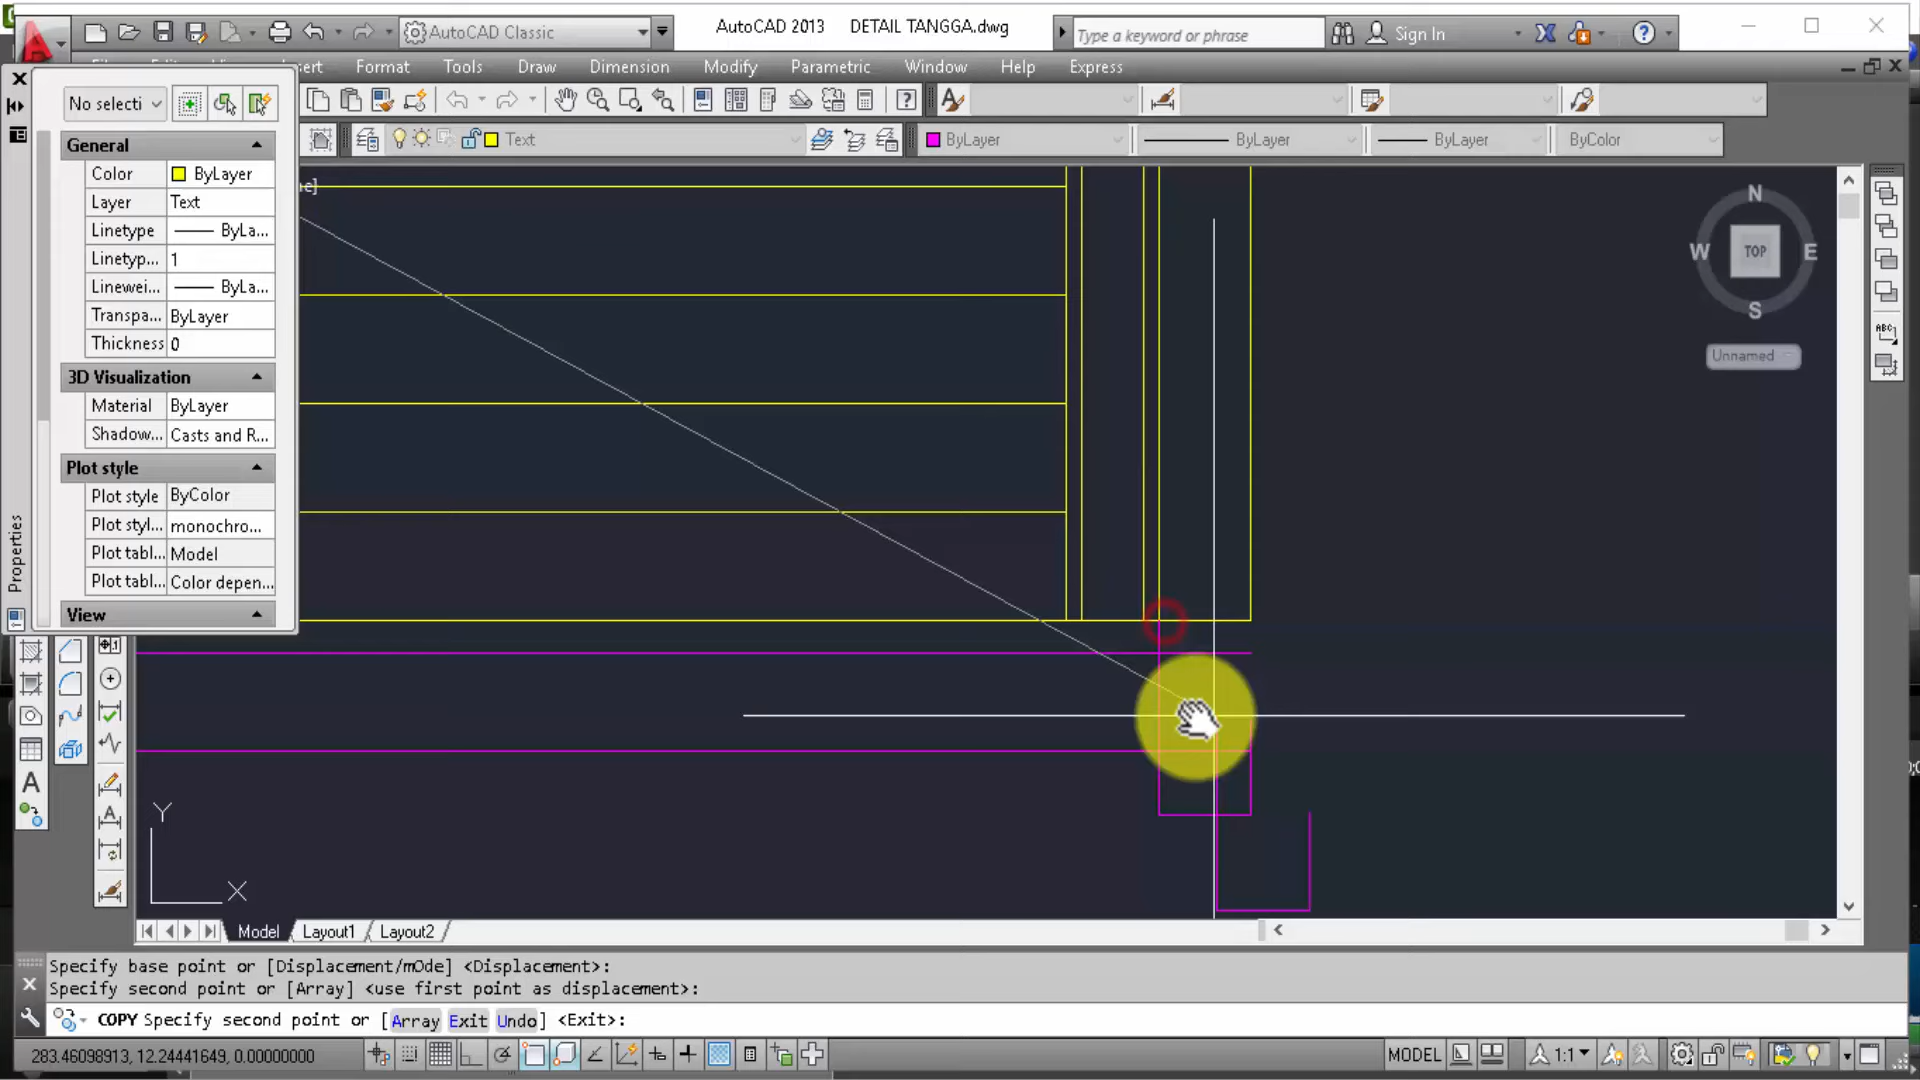 AutoCAD Classic
AutoCAD 2013 DETAIL TANGGA.dwg
Type a keyword or phrase
Sign In
Format Tools Draw Dimension Modify Parametric Window Help Express
No selecti
Text
ByLayer
ByLayer
ByLayer
ByColor
General
Color ByLayer
Layer Text
Linetype ByLa...
Linetyp... 1
Linewei... ByLa...
Transpa... ByLayer
Thickness 0
3D Visualization
Material ByLayer
Shadow... Casts and R...
Plot style
Plot style ByColor
Plot styl... monochro...
Plot tabl... Model
Plot tabl... Color depen...
View
Properties
N
W TOP E
S
Unnamed
ABC
A
Y
X
Model Layout1 Layout2
Specify base point or [Displacement/mOde] <Displacement>:
Specify second point or [Array] <use first point as displacement>:
COPY Specify second point or [Array Exit Undo] <Exit>:
283.46098913, 12.24441649, 0.00000000
MODEL
1:1